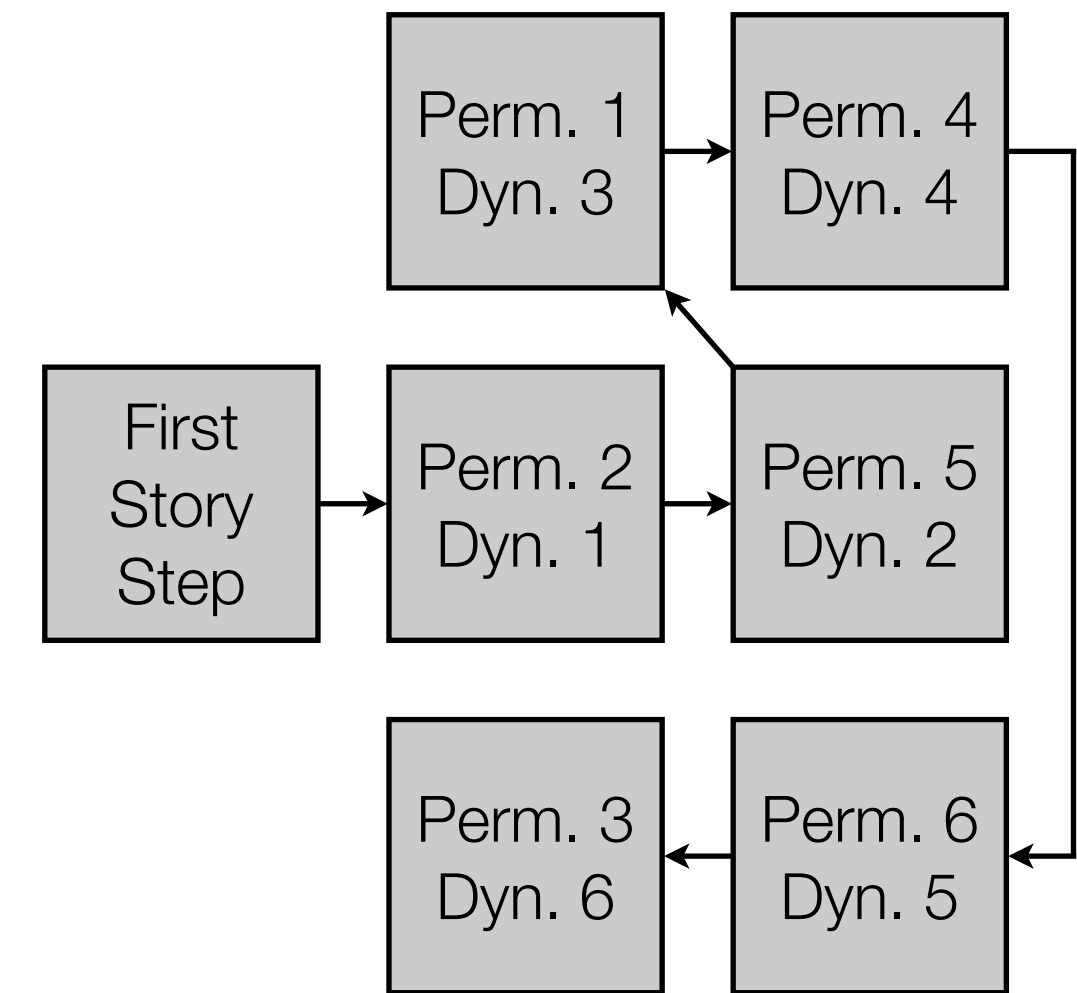 Perm. 1
Dyn. 3
Perm. 4
Dyn. 4
First
Story
Step
Perm. 2
Dyn. 1
Perm. 5
Dyn. 2
Perm. 3
Dyn. 6
Perm. 6
Dyn. 5